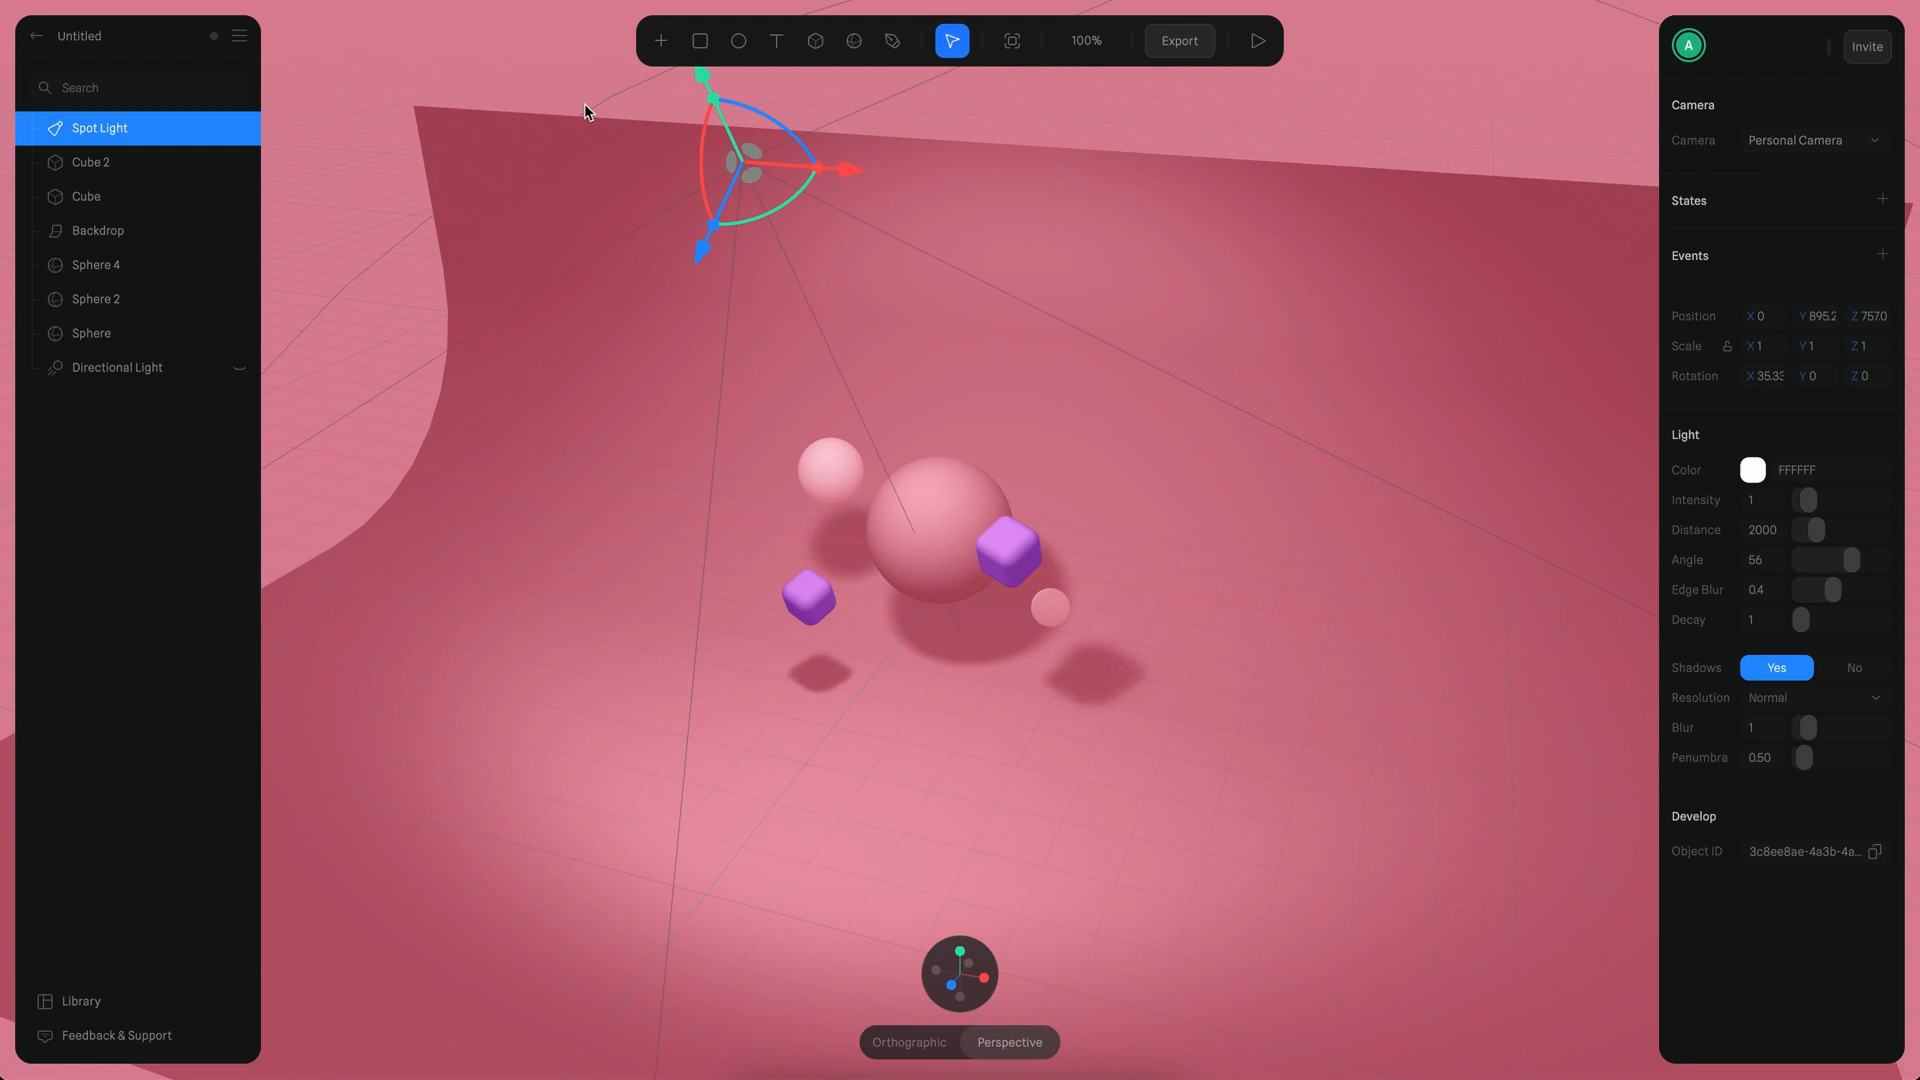 Untitled
Search
Spot Light
Cube 2
Cube
Backdrop
Sphere 4
Sphere 2
Sphere
Directional Light
Library
Feedback & Support
100%
Export
Orthographic
Perspective
A
Invite
Camera
Camera Personal Camera
States
Events
Position X 0 Y 895.2 Z 757.0
Scale X 1 Y 1 Z 1
Rotation X 35.33 Y 0 Z 0
Light
Color FFFFFF
Intensity 1
Distance 2000
Angle 56
Edge Blur 0.4
Decay 1
Shadows Yes No
Resolution Normal
Blur 1
Penumbra 0.50
Develop
Object ID 3c8ee8ae-4a3b-4a...